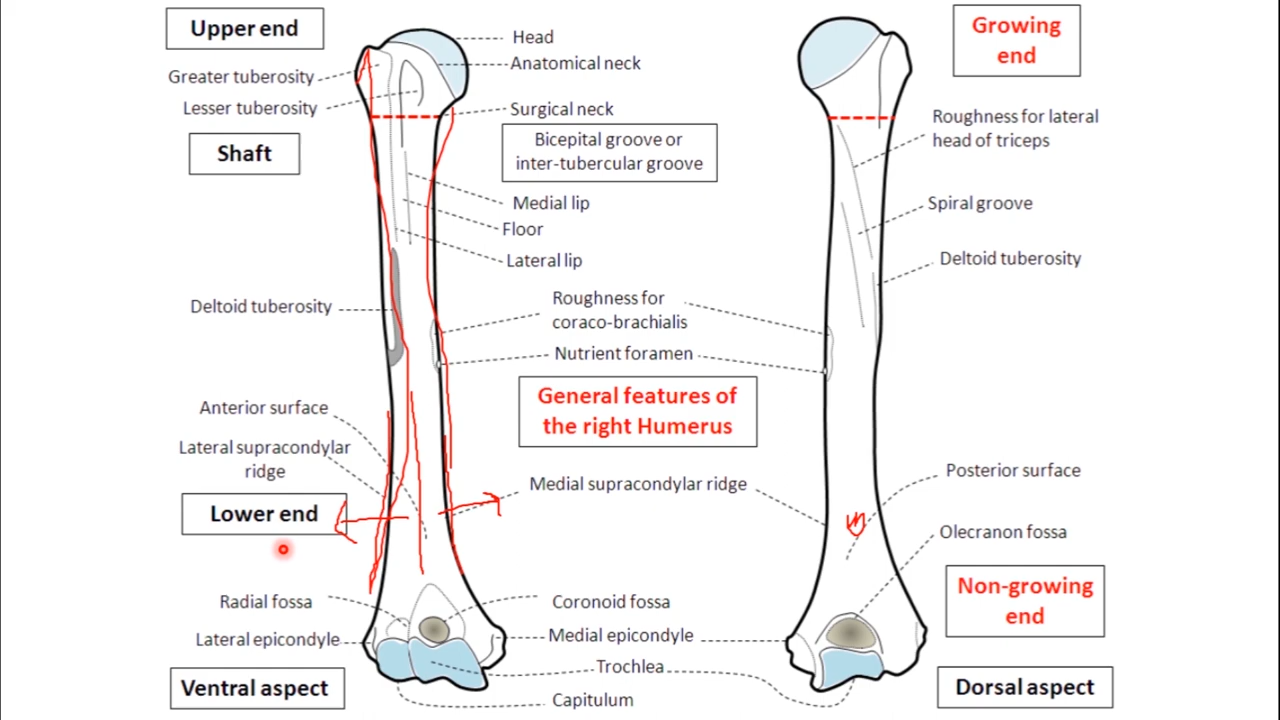 Upper end
Greater tuberosity
Lesser tuberosity
Shaft
Deltoid tuberosity
Anterior surface
Lateral supracondylar
ridge
Lower end
Radial fossa
Lateral epicondyle
Ventral aspect
Head
Anatomical neck
Surgical neck
Bicepital groove or
inter-tubercular groove
Medial lip
Floor
Lateral lip
Roughness for
coraco-brachialis
Nutrient foramen
General features of
the right Humerus
Medial supracondylar ridge
Coronoid fossa
Medial epicondyle
Trochlea
Capitulum
Growing
end
Roughness for lateral
head of triceps
Spiral groove
Deltoid tuberosity
Posterior surface
Olecranon fossa
Non-growing
end
Dorsal aspect